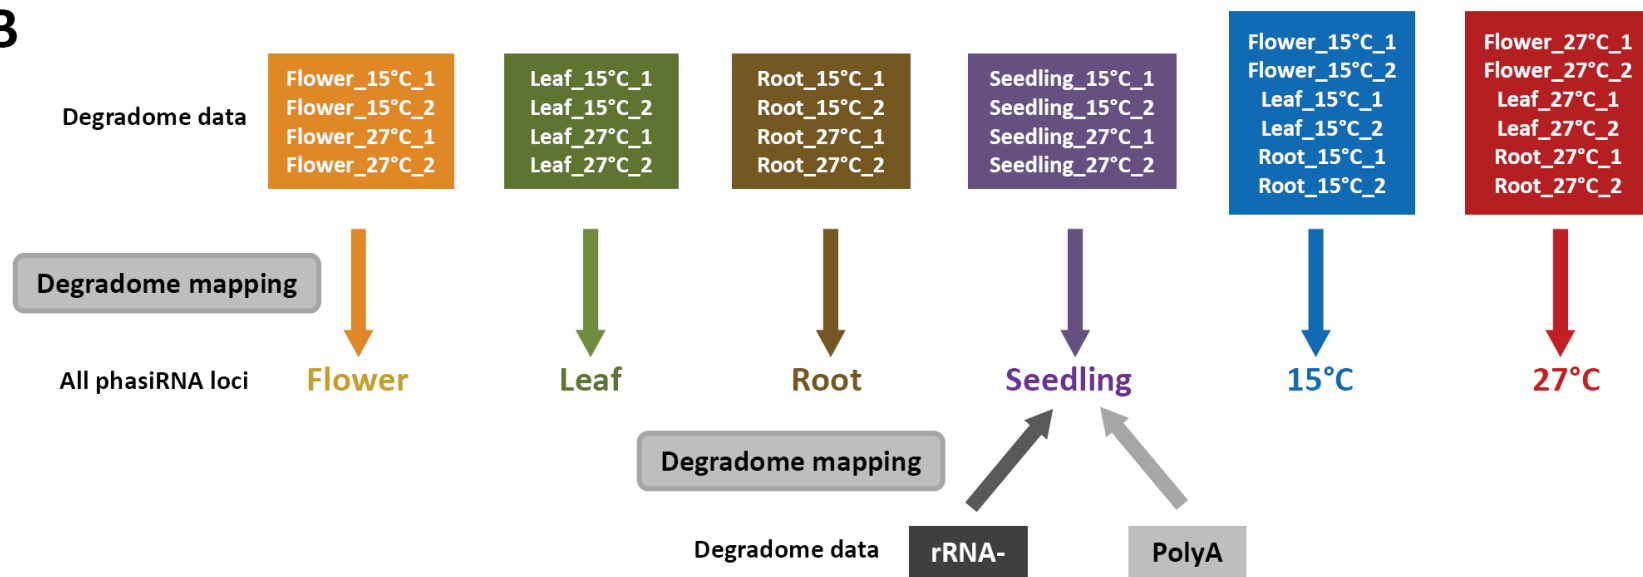 B
Degradome data
Flower_15°C_1
Flower_15°C_2
Flower_27°C_1
Flower_27°C_2
Leaf_15°C_1
Leaf_15°C_2
Leaf_27°C_1
Leaf_27°C_2
Root_15°C_1
Root_15°C_2
Root_27°C_1
Root_27°C_2
Seedling_15°C_1
Seedling_15°C_2
Seedling_27°C_1
Seedling_27°C_2
Flower_15°C_1
Flower_15°C_2
Leaf_15°C_1
Leaf_15°C_2
Root_15°C_1
Root_15°C_2
Flower_27°C_1
Flower_27°C_2
Leaf_27°C_1
Leaf_27°C_2
Root_27°C_1
Root_27°C_2
Degradome mapping
All phasiRNA loci
Flower
Leaf
Root
Seedling
15°C
27°C
Degradome mapping
Degradome data
rRNA-
PolyA